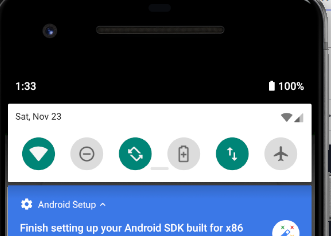 1:33
100%
Sat, Nov 23
Android Setup
Finish setting up your Android SDK built for x86